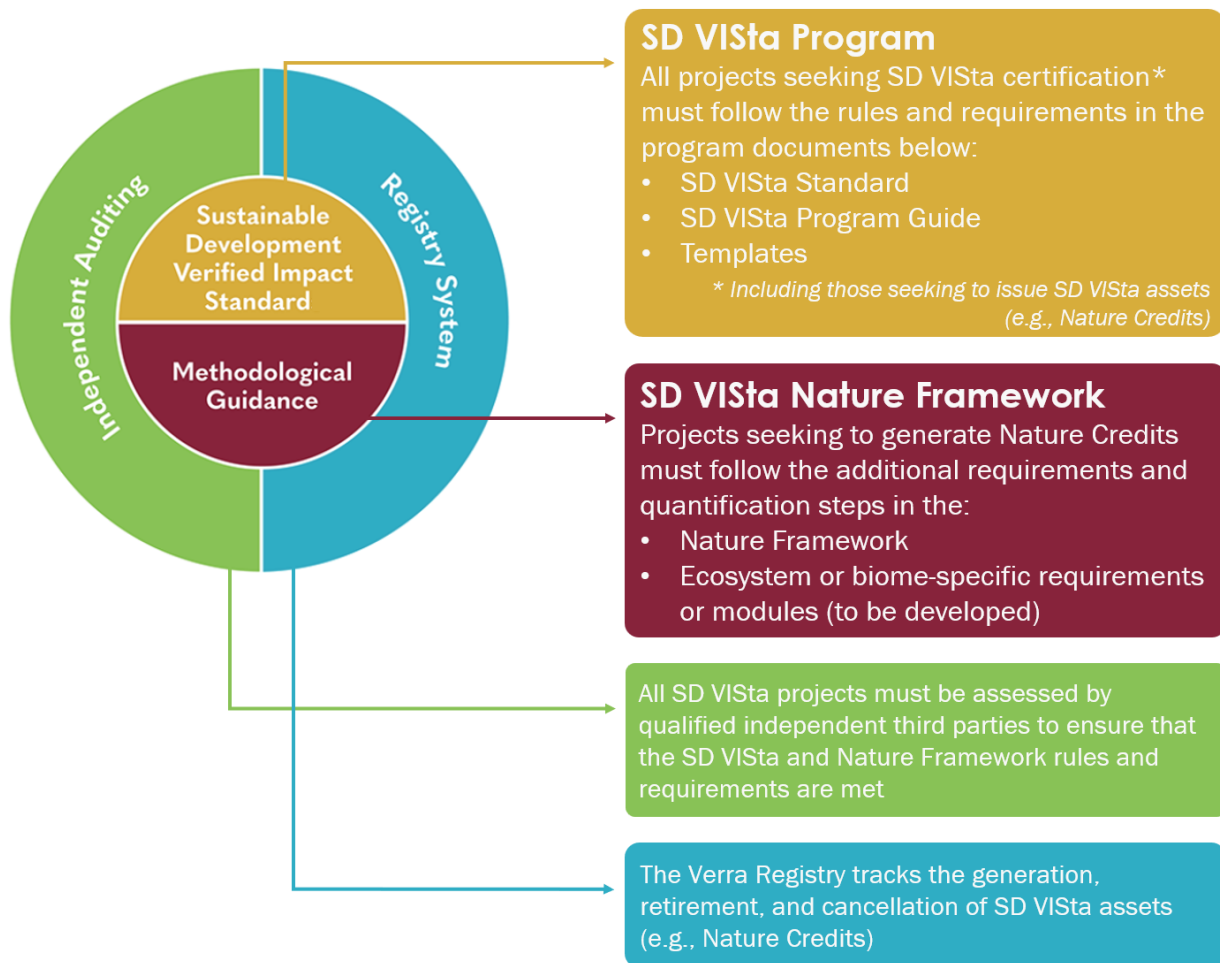 Independent Auditing
Registry System
Sustainable
Development
Verified Impact
Standard
Methodological
Guidance
SD VISta Program
All projects seeking SD VISta certification*
must follow the rules and requirements in the
program documents below:
• SD VISta Standard
• SD VISta Program Guide
• Templates
* Including those seeking to issue SD VISta assets
(e.g., Nature Credits)
SD VISta Nature Framework
Projects seeking to generate Nature Credits
must follow the additional requirements and
quantification steps in the:
• Nature Framework
• Ecosystem or biome-specific requirements
or modules (to be developed)
All SD VISta projects must be assessed by
qualified independent third parties to ensure that
the SD VISta and Nature Framework rules and
requirements are met
The Verra Registry tracks the generation,
retirement, and cancellation of SD VISta assets
(e.g., Nature Credits)